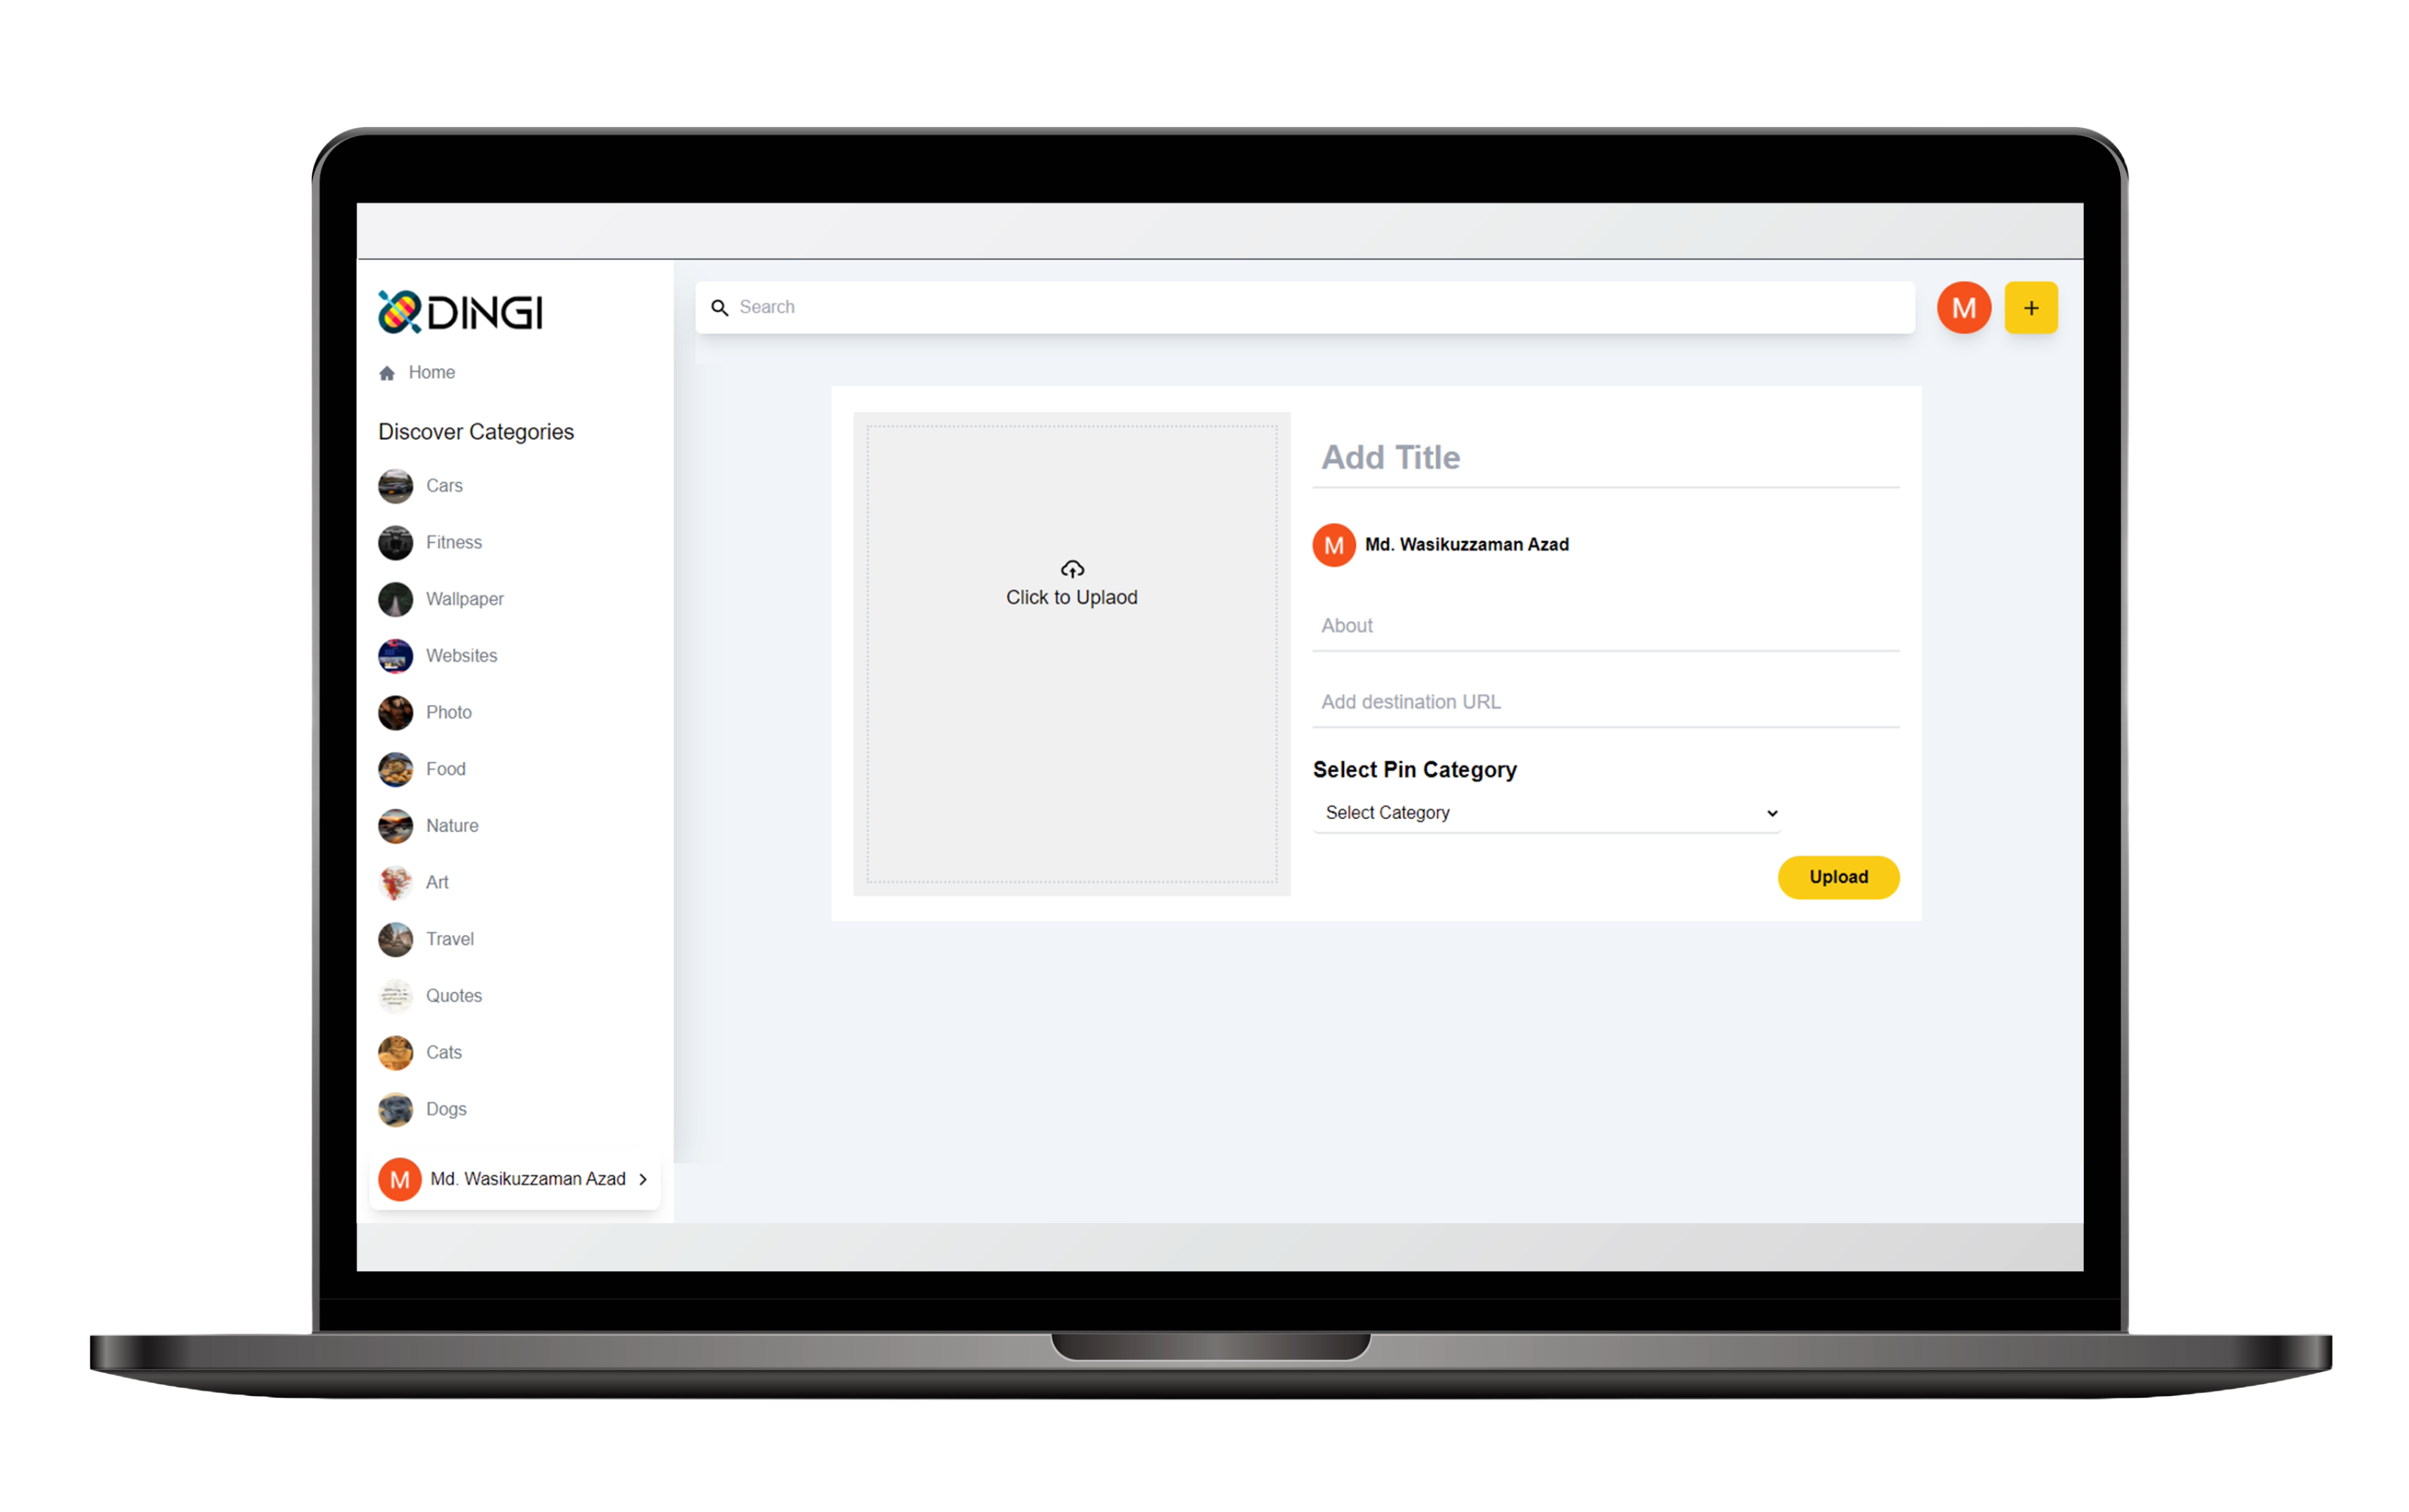 DINGI
Home
Discover Categories
Cars
Fitness
Wallpaper
Websites
Photo
Food
Nature
Art
Travel
Quotes
Cats
Dogs
M Md. Wasikuzzaman Azad
Search
M +
Click to Uplaod
Add Title
M Md. Wasikuzzaman Azad
About
Add destination URL
Select Pin Category
Select Category
Upload